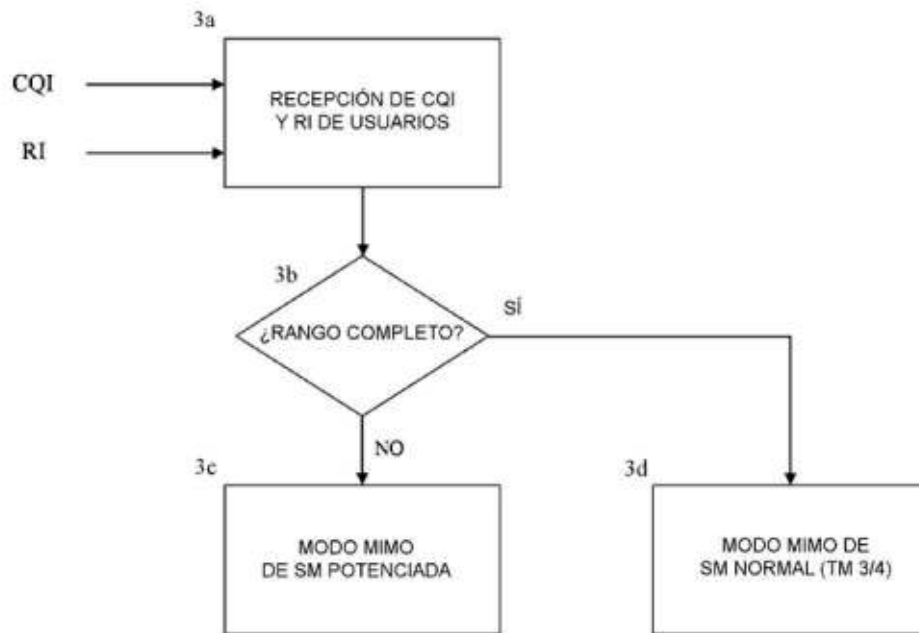 3a
CQI
RI
RECEPCIÓN DE CQI
Y RI DE USUARIOS
3b
¿RANGO COMPLETO?
SÍ
NO
3c
MODO MIMO
DE SM POTENCIADA
3d
MODO MIMO DE
SM NORMAL (TM 3/4)